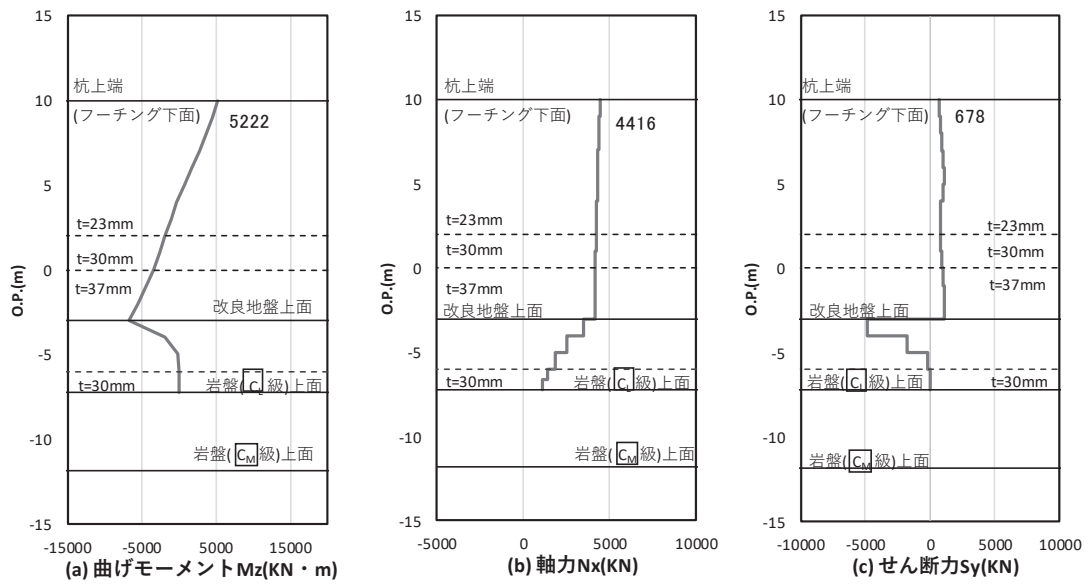 15
10
5
0
-5
-10
-15
O.P.(m)
杭上端
(フーチング下面)
5222
t=23mm
t=30mm
t=37mm
改良地盤上面
t=30mm
岩盤(CL級)上面
岩盤(CM級)上面
-15000 -5000 5000 15000
(a) 曲げモーメントMz(KN・m)
15
10
5
0
-5
-10
-15
O.P.(m)
杭上端
(フーチング下面)
4416
t=23mm
t=30mm
t=37mm
改良地盤上面
t=30mm
岩盤(CL級)上面
岩盤(CM級)上面
-5000 0 5000 10000
(b) 軸力Nx(KN)
15
10
5
0
-5
-10
-15
O.P.(m)
杭上端
(フーチング下面)
678
t=23mm
t=30mm
t=37mm
改良地盤上面
岩盤(CL級)上面
t=30mm
岩盤(CM級)上面
-10000 -5000 0 5000 10000
(c) せん断力Sy(KN)